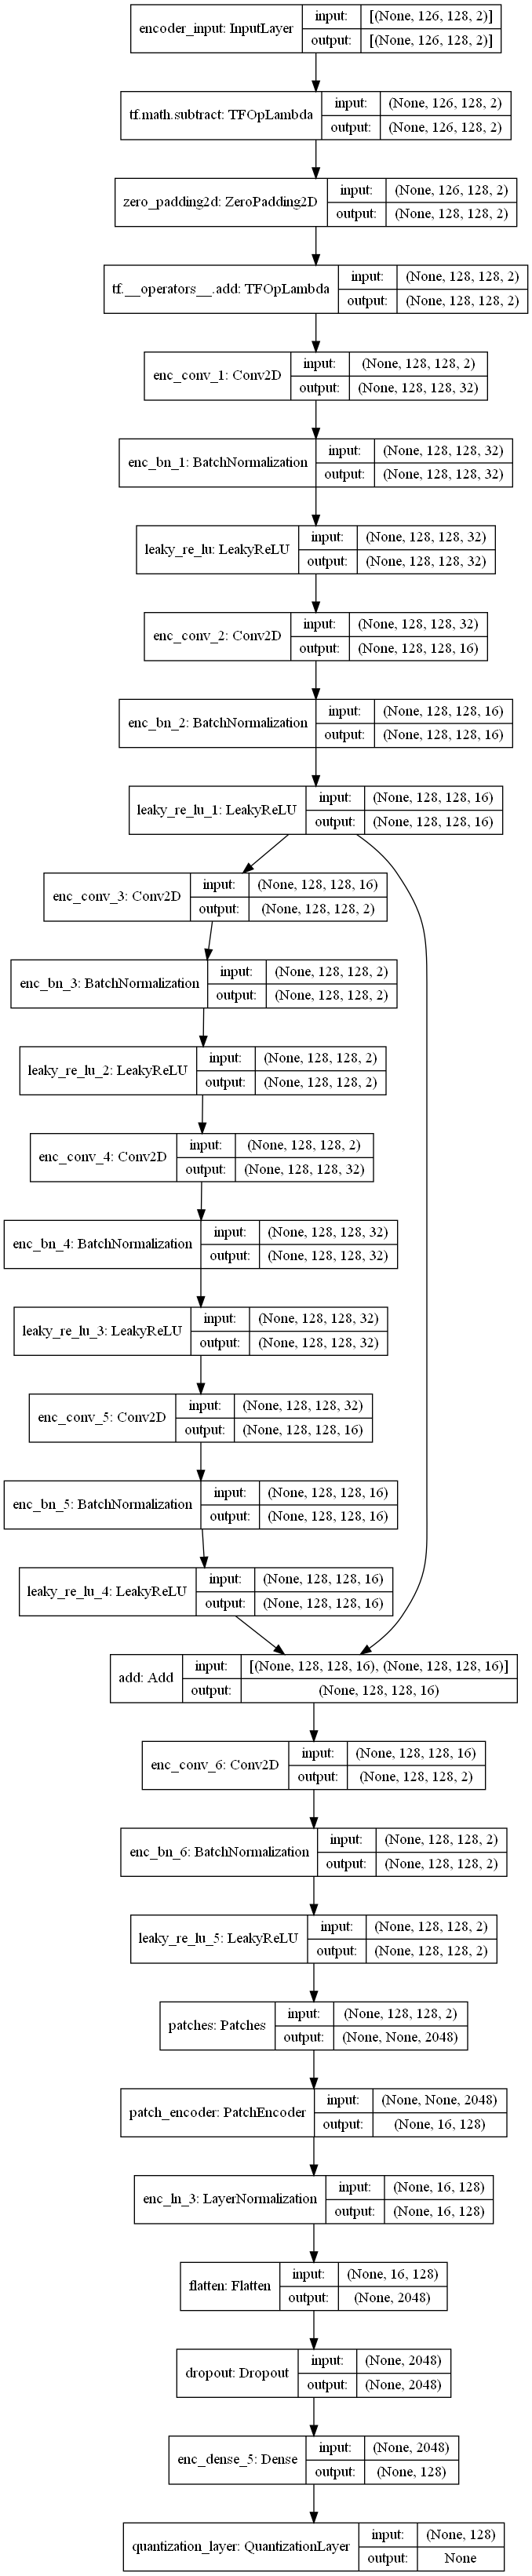 encoder_input: InputLayer
input: [(None, 126, 128, 2)]
output: [(None, 126, 128, 2)]
tf.math.subtract: TFOpLambda
input: (None, 126, 128, 2)
output: (None, 126, 128, 2)
zero_padding2d: ZeroPadding2D
input: (None, 126, 128, 2)
output: (None, 128, 128, 2)
tf.__operators__.add: TFOpLambda
input: (None, 128, 128, 2)
output: (None, 128, 128, 2)
enc_conv_1: Conv2D
input: (None, 128, 128, 2)
output: (None, 128, 128, 32)
enc_bn_1: BatchNormalization
input: (None, 128, 128, 32)
output: (None, 128, 128, 32)
leaky_re_lu: LeakyReLU
input: (None, 128, 128, 32)
output: (None, 128, 128, 32)
enc_conv_2: Conv2D
input: (None, 128, 128, 32)
output: (None, 128, 128, 16)
enc_bn_2: BatchNormalization
input: (None, 128, 128, 16)
output: (None, 128, 128, 16)
leaky_re_lu_1: LeakyReLU
input: (None, 128, 128, 16)
output: (None, 128, 128, 16)
enc_conv_3: Conv2D
input: (None, 128, 128, 16)
output: (None, 128, 128, 2)
enc_bn_3: BatchNormalization
input: (None, 128, 128, 2)
output: (None, 128, 128, 2)
leaky_re_lu_2: LeakyReLU
input: (None, 128, 128, 2)
output: (None, 128, 128, 2)
enc_conv_4: Conv2D
input: (None, 128, 128, 2)
output: (None, 128, 128, 32)
enc_bn_4: BatchNormalization
input: (None, 128, 128, 32)
output: (None, 128, 128, 32)
leaky_re_lu_3: LeakyReLU
input: (None, 128, 128, 32)
output: (None, 128, 128, 32)
enc_conv_5: Conv2D
input: (None, 128, 128, 32)
output: (None, 128, 128, 16)
enc_bn_5: BatchNormalization
input: (None, 128, 128, 16)
output: (None, 128, 128, 16)
leaky_re_lu_4: LeakyReLU
input: (None, 128, 128, 16)
output: (None, 128, 128, 16)
add: Add
input: [(None, 128, 128, 16), (None, 128, 128, 16)]
output: (None, 128, 128, 16)
enc_conv_6: Conv2D
input: (None, 128, 128, 16)
output: (None, 128, 128, 2)
enc_bn_6: BatchNormalization
input: (None, 128, 128, 2)
output: (None, 128, 128, 2)
leaky_re_lu_5: LeakyReLU
input: (None, 128, 128, 2)
output: (None, 128, 128, 2)
patches: Patches
input: (None, 128, 128, 2)
output: (None, None, 2048)
patch_encoder: PatchEncoder
input: (None, None, 2048)
output: (None, 16, 128)
enc_ln_3: LayerNormalization
input: (None, 16, 128)
output: (None, 16, 128)
flatten: Flatten
input: (None, 16, 128)
output: (None, 2048)
dropout: Dropout
input: (None, 2048)
output: (None, 2048)
enc_dense_5: Dense
input: (None, 2048)
output: (None, 128)
quantization_layer: QuantizationLayer
input: (None, 128)
output: None